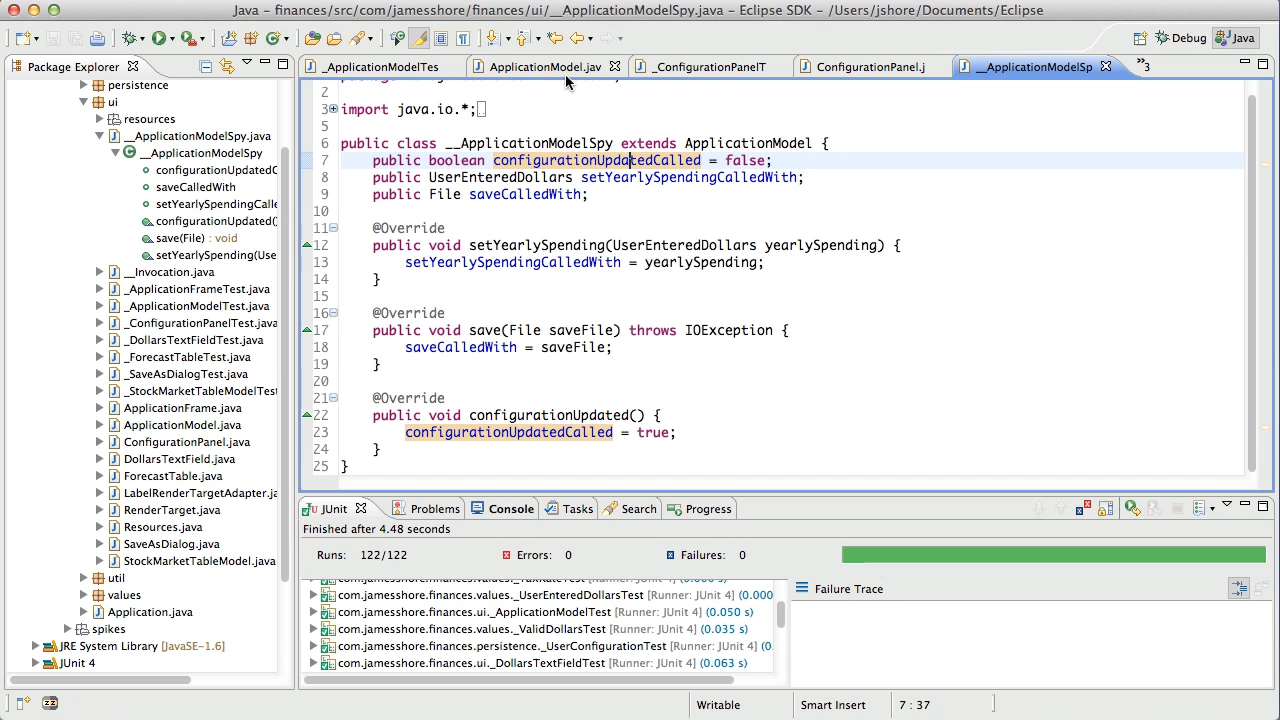 Java - finances/src/com/jamesshore/finances/ui/__ApplicationModelSpy.java - Eclipse SDK - /Users/jshore/Documents/Eclipse
Debug
Java
Package Explorer
persistence
ui
resources
__ApplicationModelSpy.java
__ApplicationModelSpy
configurationUpdatedC
saveCalledWith
setYearlySpendingCalle
configurationUpdated()
save(File) : void
setYearlySpending(Use
__Invocation.java
_ApplicationFrameTest.java
_ApplicationModelTest.java
_ConfigurationPanelTest.java
_DollarsTextFieldTest.java
_ForecastTableTest.java
_SaveAsDialogTest.java
_StockMarketTableModelTest
ApplicationFrame.java
ApplicationModel.java
ConfigurationPanel.java
DollarsTextField.java
ForecastTable.java
LabelRenderTargetAdapter.ja
RenderTarget.java
Resources.java
SaveAsDialog.java
StockMarketTableModel.java
util
values
Application.java
spikes
JRE System Library [JavaSE-1.6]
JUnit 4
_ApplicationModelTes
ApplicationModel.jav
_ConfigurationPanelT
ConfigurationPanel.j
__ApplicationModelSp
»3
2
3 import java.io.*;
5
6 public class __ApplicationModelSpy extends ApplicationModel {
7 public boolean configurationUpdatedCalled = false;
8 public UserEnteredDollars setYearlySpendingCalledWith;
9 public File saveCalledWith;
10
11 @Override
12 public void setYearlySpending(UserEnteredDollars yearlySpending) {
13 setYearlySpendingCalledWith = yearlySpending;
14 }
15
16 @Override
17 public void save(File saveFile) throws IOException {
18 saveCalledWith = saveFile;
19 }
20
21 @Override
22 public void configurationUpdated() {
23 configurationUpdatedCalled = true;
24 }
25 }
JUnit
Problems
Console
Tasks
Search
Progress
Finished after 4.48 seconds
Runs: 122/122
Errors: 0
Failures: 0
com.jamesshore.finances.values._TaxRateTest [Runner: JUnit 4] (0.000 s)
com.jamesshore.finances.values._UserEnteredDollarsTest [Runner: JUnit 4] (0.000
com.jamesshore.finances.ui._ApplicationModelTest [Runner: JUnit 4] (0.050 s)
com.jamesshore.finances.values._ValidDollarsTest [Runner: JUnit 4] (0.035 s)
com.jamesshore.finances.persistence._UserConfigurationTest [Runner: JUnit 4] (0.
com.jamesshore.finances.ui._DollarsTextFieldTest [Runner: JUnit 4] (0.063 s)
Failure Trace
Writable
Smart Insert
7 : 37